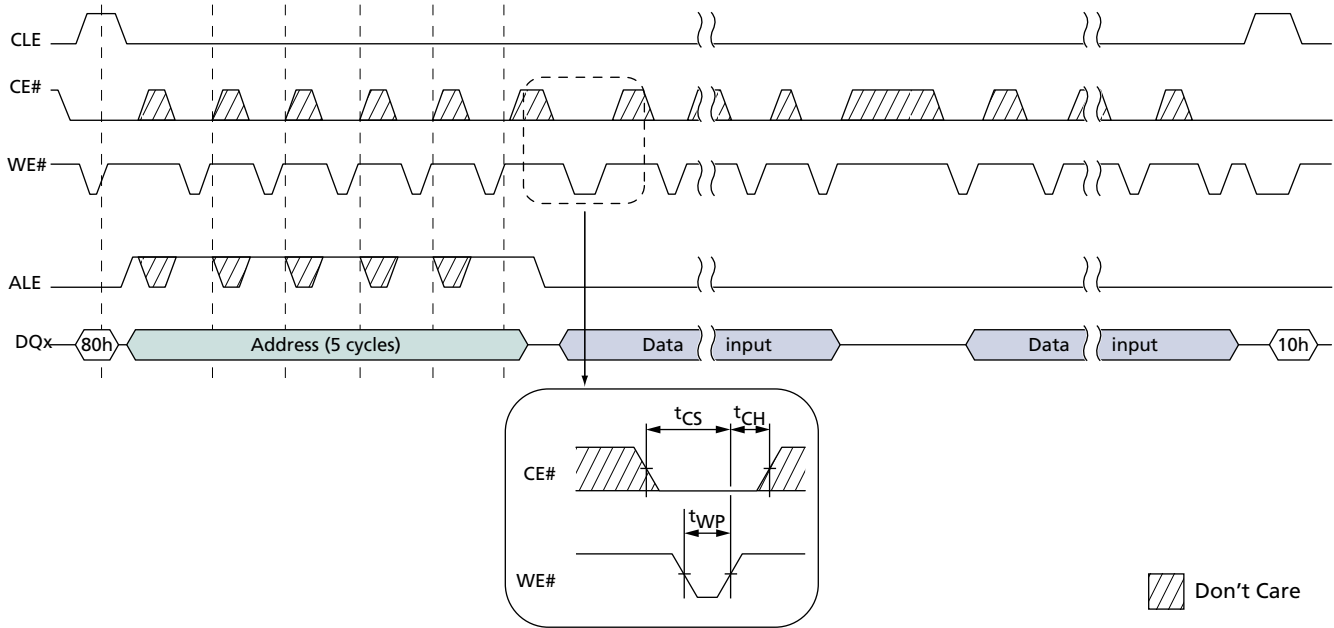 CLE
CE#
WE#
ALE
DQx
80h
Address (5 cycles)
Data input
Data input
10h
tCS tCH
CE#
tWP
WE#
Don't Care